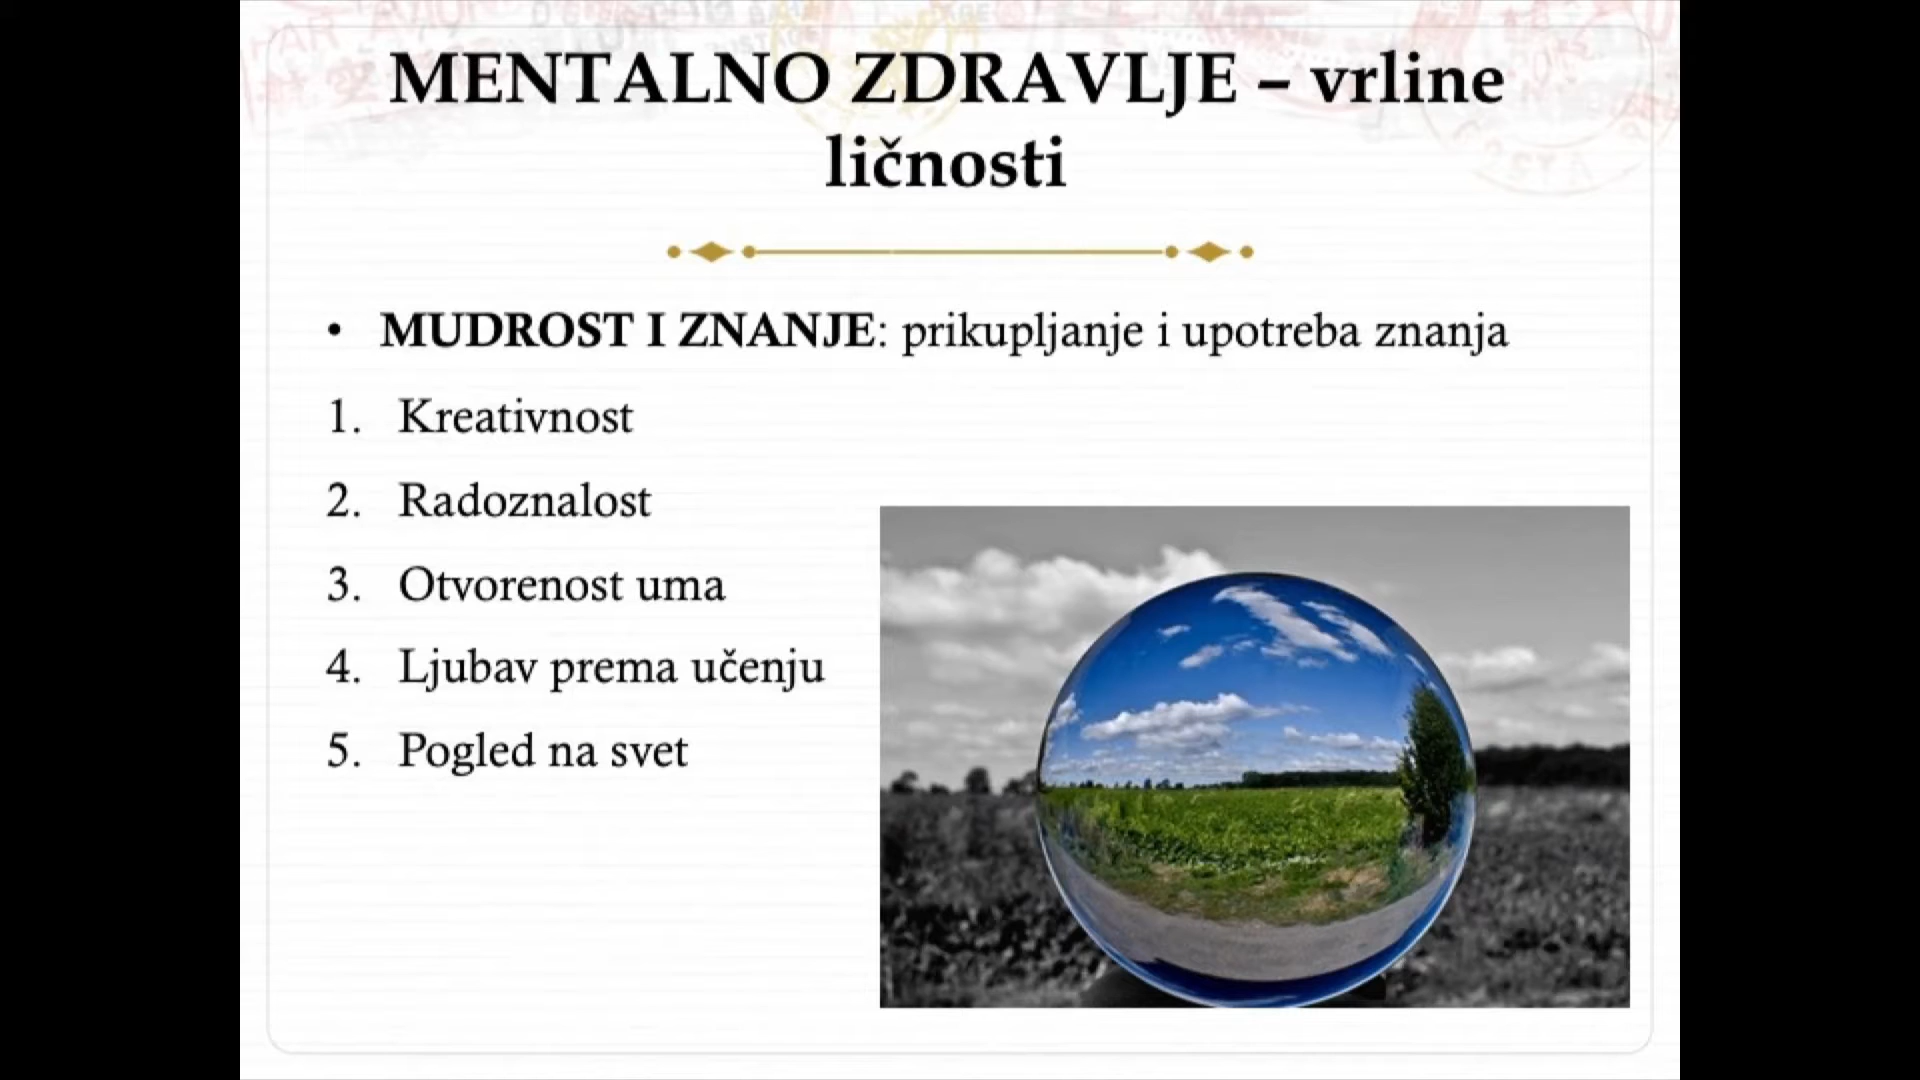 MENTALNO ZDRAVLJE – vrline
ličnosti
• MUDROST I ZNANJE: prikupljanje i upotreba znanja
1. Kreativnost
2. Radoznalost
3. Otvorenost uma
4. Ljubav prema učenju
5. Pogled na svet